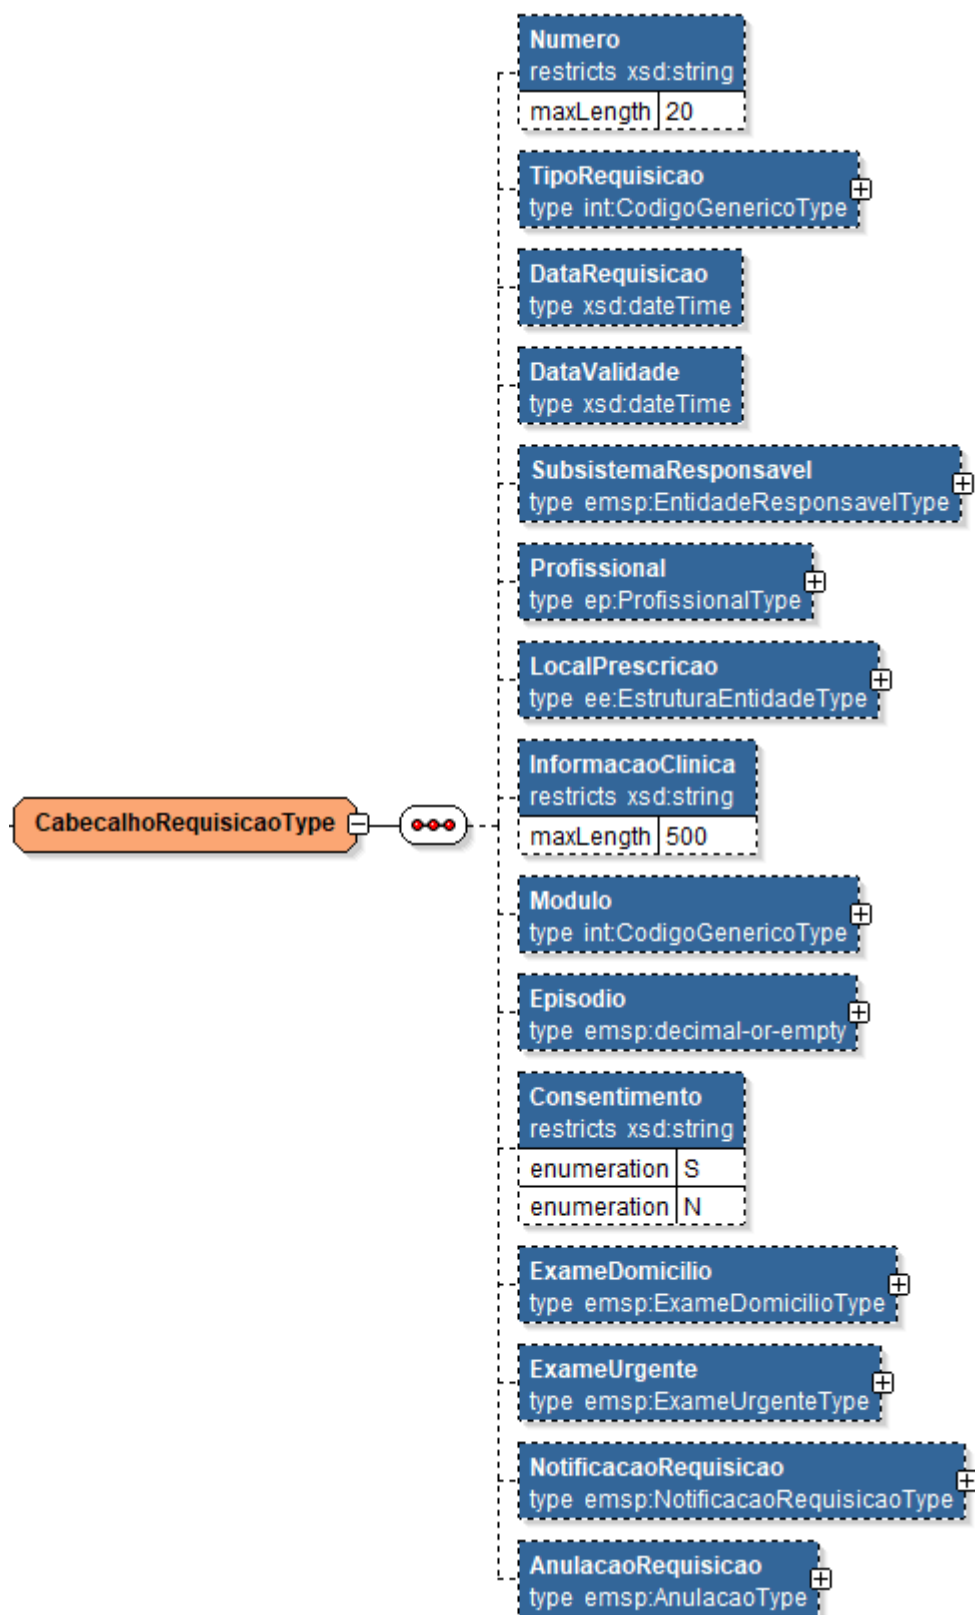 Numero
restricts xsd:string
maxLength 20
TipoRequisicao
type int:CodigoGenericoType
DataRequisicao
type xsd:dateTime
DataValidade
type xsd:dateTime
SubsistemaResponsavel
type emsp:EntidadeResponsavelType
Profissional
type ep:ProfissionalType
LocalPrescricao
type ee:EstruturaEntidadeType
InformacaoClinica
restricts xsd:string
maxLength 500
CabecalhoRequisicaoType
Modulo
type int:CodigoGenericoType
Episodio
type emsp:decimal-or-empty
Consentimento
restricts xsd:string
enumeration S
enumeration N
ExameDomicilio
type emsp:ExameDomicilioType
ExameUrgente
type emsp:ExameUrgenteType
NotificacaoRequisicao
type emsp:NotificacaoRequisicaoType
AnulacaoRequisicao
type emsp:AnulacaoType